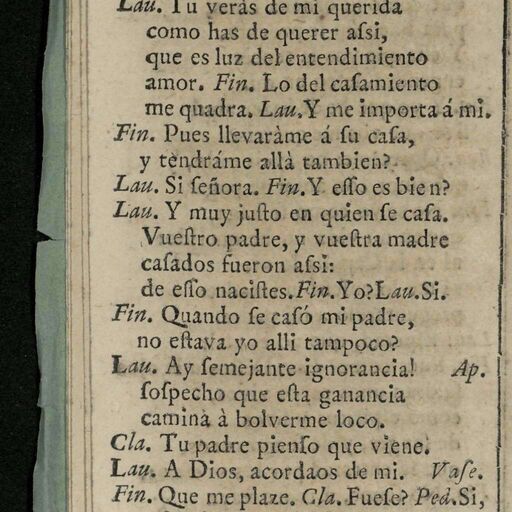 Lau. Tu veràs de mi querida
como has de querer aſsi,
que es luz del entendimiento
amor. Fin. Lo del caſamiento
me quadra. Lau. Y me importa á mi.
Fin. Pues llevaràme á ſu caſa,
y tendráme allà tambien?
Lau. Si ſeñora. Fin. Y eſſo es bien?
Lau. Y muy juſto en quien ſe caſa.
Vueſtro padre, y vueſtra madre
caſados fueron aſsi:
de eſſo naciſtes. Fin. Yo? Lau. Si.
Fin. Quando ſe casó mi padre,
no eſtava yo alli tampoco?
Lau. Ay ſemejante ignorancia! Ap.
ſoſpecho que eſta ganancia
camina à bolverme loco.
Cla. Tu padre pienſo que viene.
Lau. A Dios, acordaos de mi. Vaſe.
Fin. Que me plaze. Cla. Fueſe? Ped. Si,